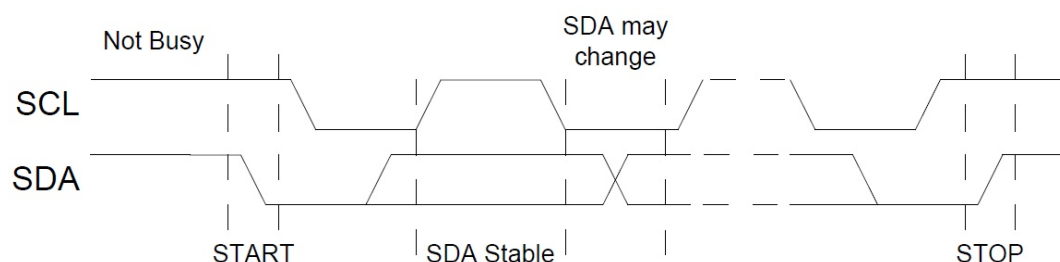 SDA may
change
Not Busy
SCL
SDA
START
SDA Stable
STOP